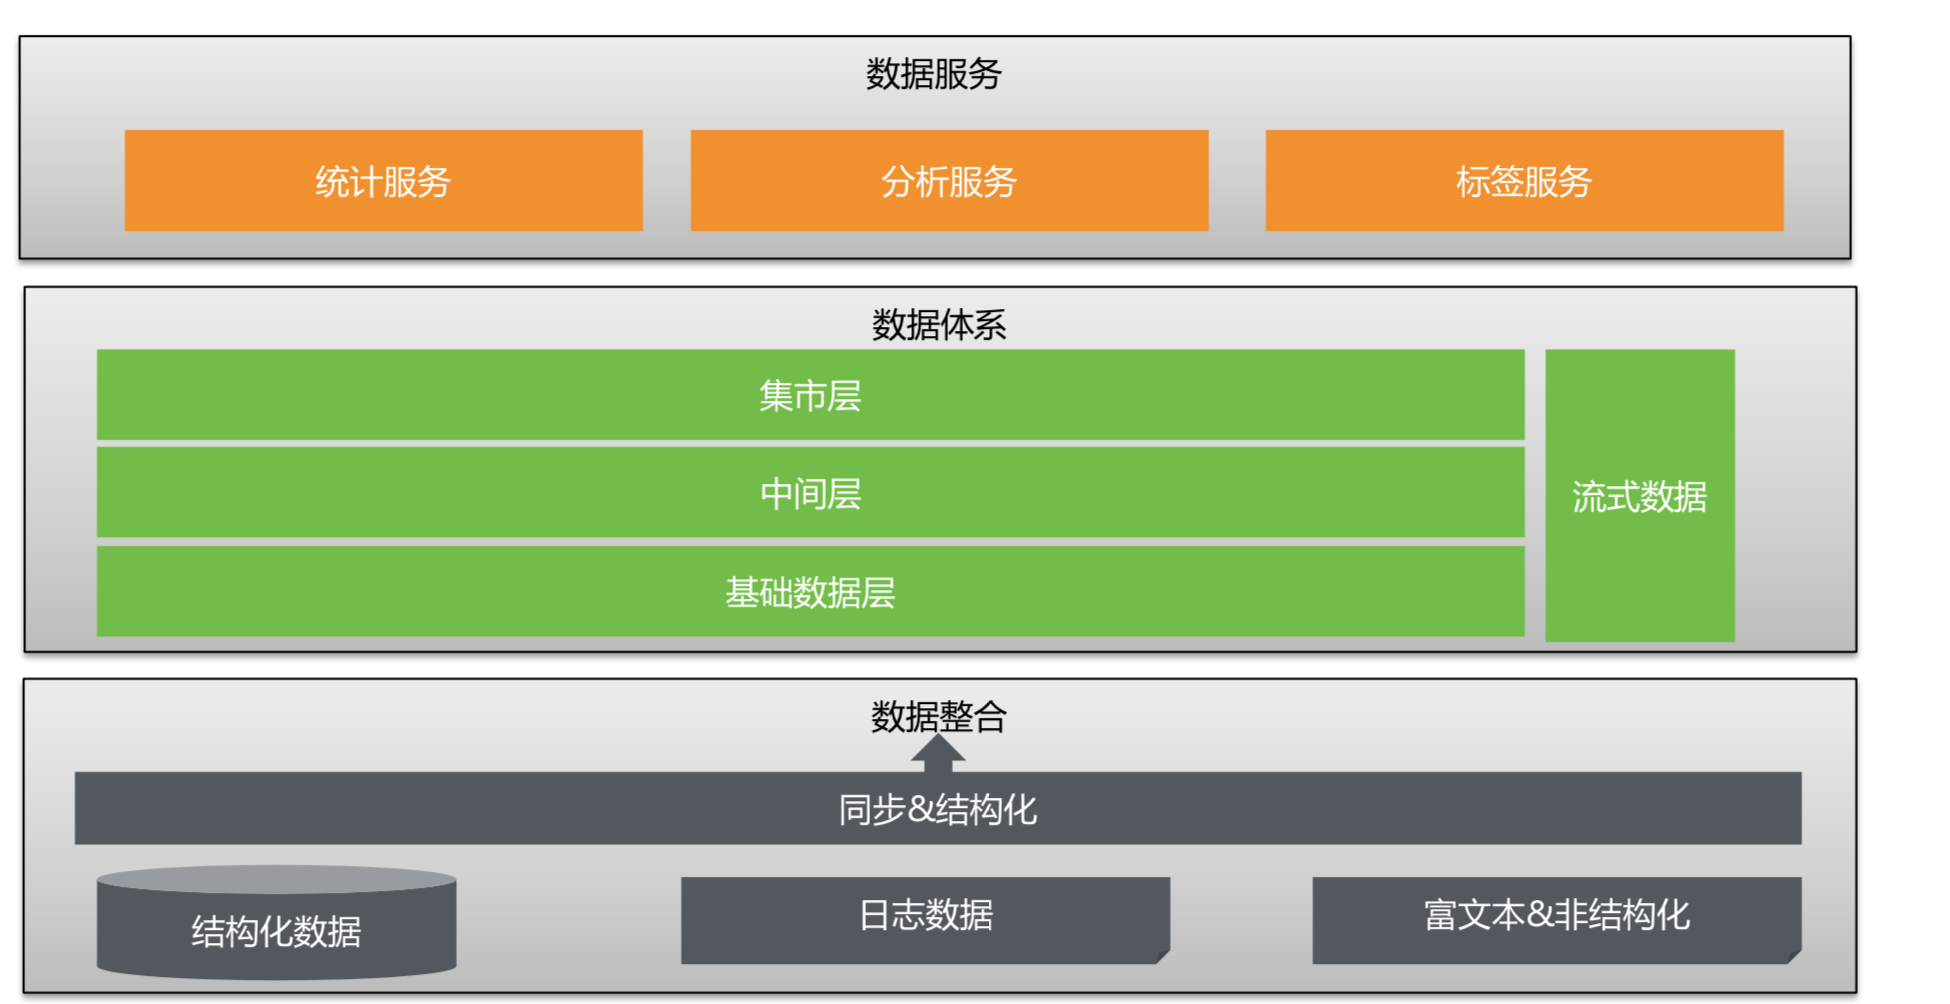 数据服务
统计服务
分析服务
标签服务
数据体系
集市层
中间层
基础数据层
流式数据
数据整合
同步&结构化
结构化数据
日志数据
富文本&非结构化